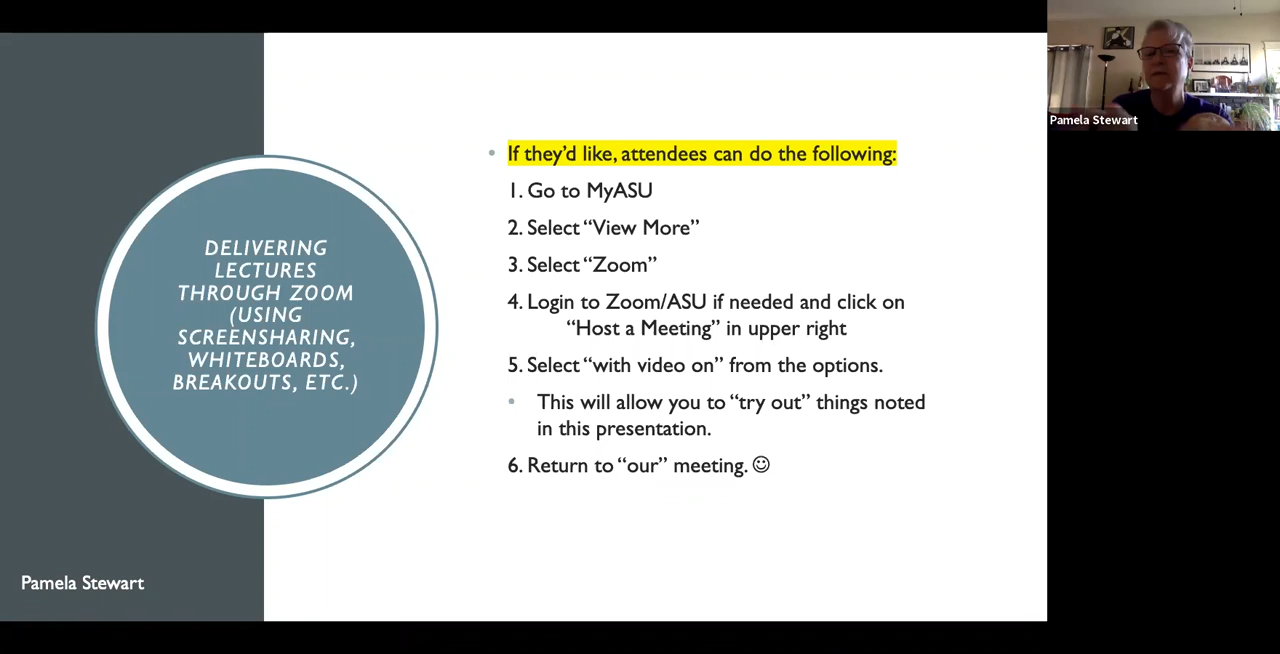 DELIVERING
LECTURES
THROUGH ZOOM
(USING
SCREENSHARING,
WHITEBOARDS,
BREAKOUTS, ETC.)
Pamela Stewart
• If they’d like, attendees can do the following:
1. Go to MyASU
2. Select “View More”
3. Select “Zoom”
4. Login to Zoom/ASU if needed and click on
“Host a Meeting” in upper right
5. Select “with video on” from the options.
• This will allow you to “try out” things noted
in this presentation.
6. Return to “our” meeting. ☺
Pamela Stewart